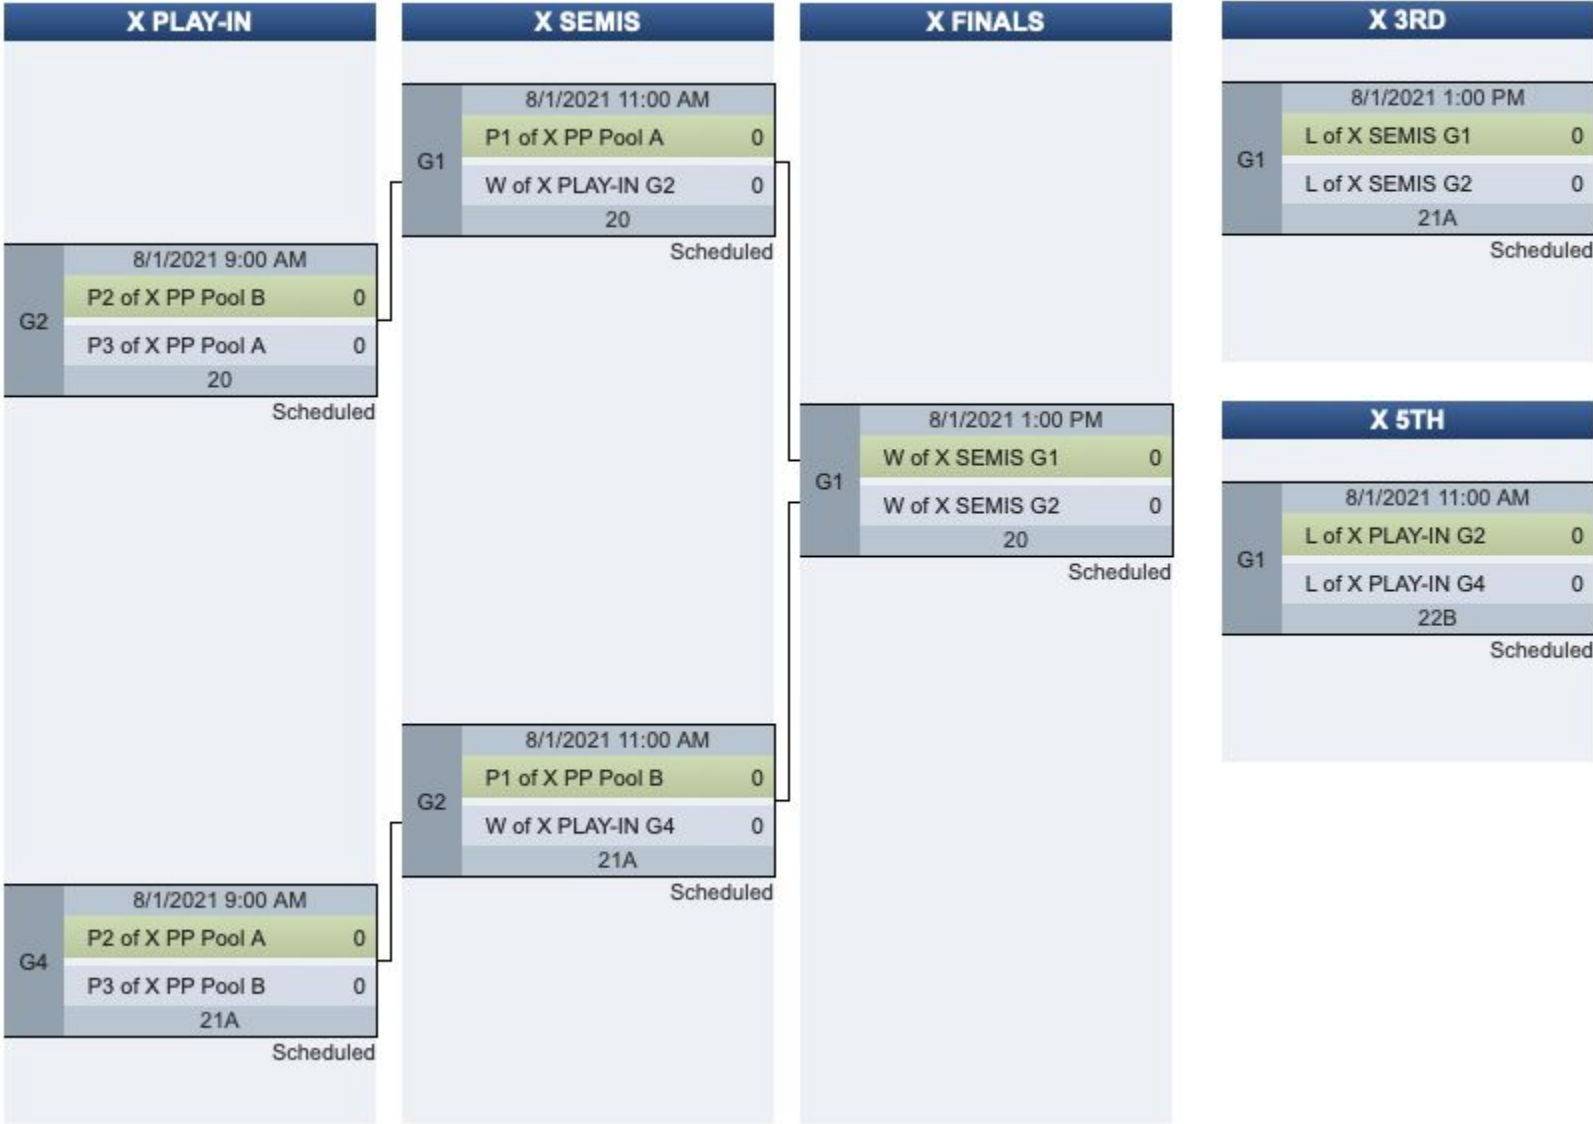 X PLAY-IN
8/1/2021 9:00 AM
G2
P2 of X PP Pool B 0
P3 of X PP Pool A 0
20
Scheduled
8/1/2021 9:00 AM
G4
P2 of X PP Pool A 0
P3 of X PP Pool B 0
21A
Scheduled
X SEMIS
8/1/2021 11:00 AM
G1
P1 of X PP Pool A 0
W of X PLAY-IN G2 0
20
Scheduled
8/1/2021 11:00 AM
G2
P1 of X PP Pool B 0
W of X PLAY-IN G4 0
21A
Scheduled
X FINALS
8/1/2021 1:00 PM
G1
W of X SEMIS G1 0
W of X SEMIS G2 0
20
Scheduled
X 3RD
8/1/2021 1:00 PM
G1
L of X SEMIS G1 0
L of X SEMIS G2 0
21A
Scheduled
X 5TH
8/1/2021 11:00 AM
G1
L of X PLAY-IN G2 0
L of X PLAY-IN G4 0
22B
Scheduled